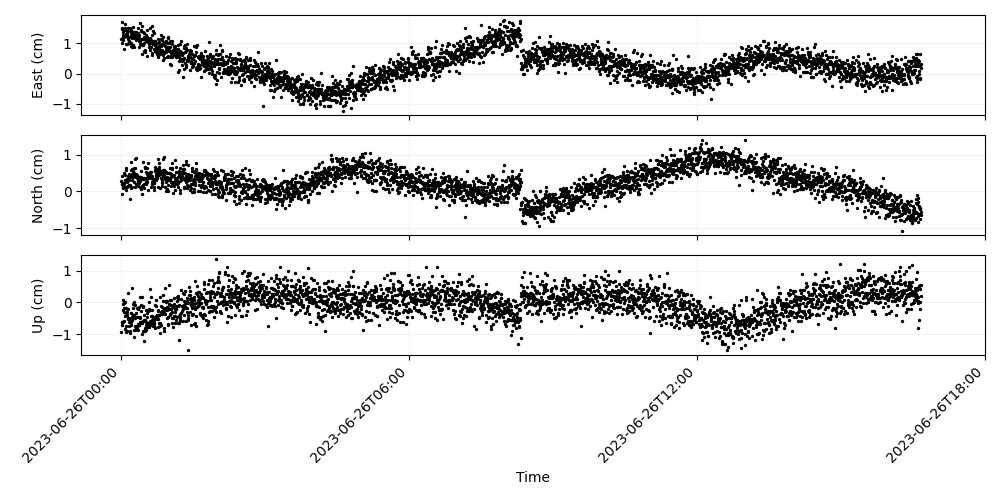 East (cm)
1
0
−1
North (cm)
1
0
−1
Up (cm)
1
0
−1
2023-06-26T00:00
2023-06-26T06:00
2023-06-26T12:00
2023-06-26T18:00
Time